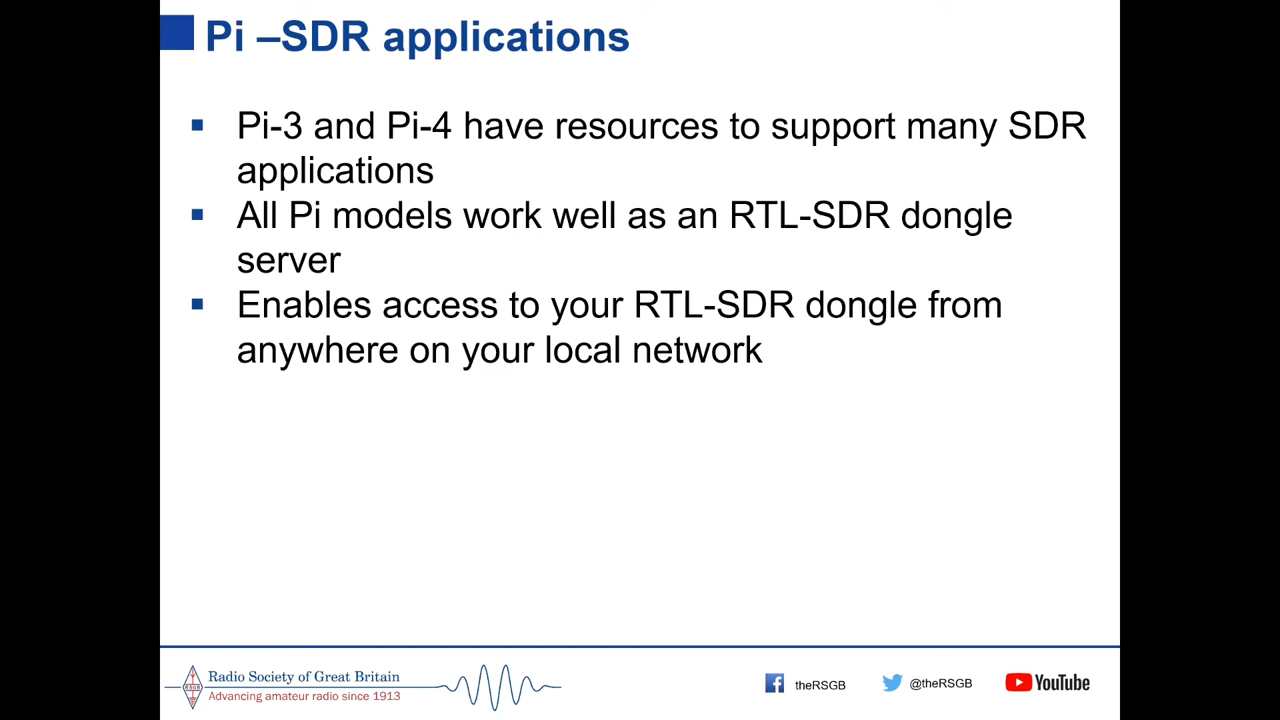 Pi –SDR applications
Pi-3 and Pi-4 have resources to support many SDR
applications
All Pi models work well as an RTL-SDR dongle
server
Enables access to your RTL-SDR dongle from
anywhere on your local network
RSGB
Radio Society of Great Britain
Advancing amateur radio since 1913
theRSGB
@theRSGB
YouTube